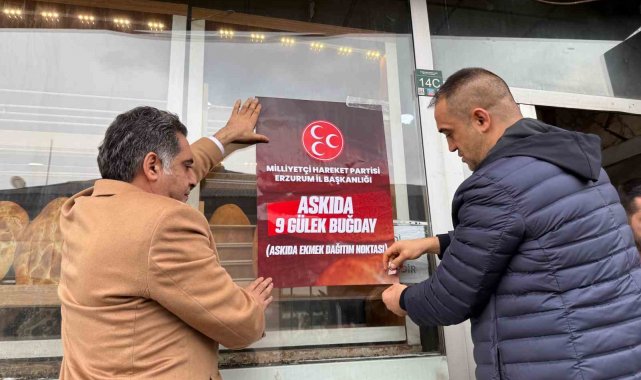 14C
MİLLİYETÇİ HAREKET PARTİSİ
ERZURUM İL BAŞKANLIĞI
ASKIDA
9 GÜLEK BUĞDAY
(ASKIDA EKMEK DAĞITIM NOKTASI)